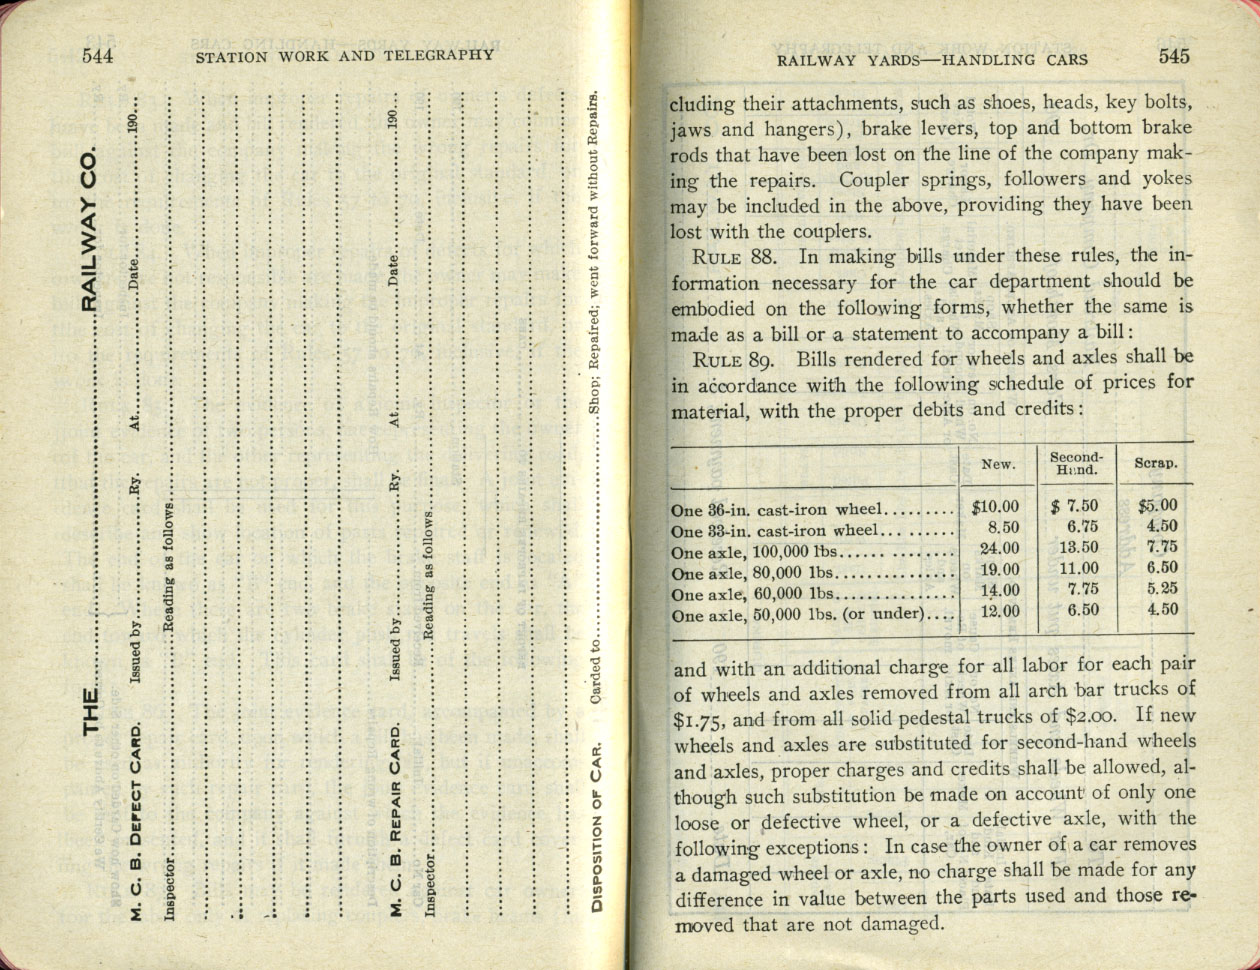 544 STATION WORK AND TELEGRAPHY
THE................................................RAILWAY CO.
M. C. B. DEFECT CARD. Issued by............................Ry. At........................Date........................190...
Inspector............................................Reading as follows............................................
M. C. B. REPAIR CARD. Issued by............................Ry. At........................Date........................190...
Inspector............................................Reading as follows............................................
DISPOSITION OF CAR. Carded to............................Shop; Repaired; went forward without Repairs.
RAILWAY YARDS—HANDLING CARS 545
cluding their attachments, such as shoes, heads, key bolts,
jaws and hangers), brake levers, top and bottom brake
rods that have been lost on the line of the company mak-
ing the repairs. Coupler springs, followers and yokes
may be included in the above, providing they have been
lost with the couplers.
RULE 88. In making bills under these rules, the in-
formation necessary for the car department should be
embodied on the following forms, whether the same is
made as a bill or a statement to accompany a bill:
RULE 89. Bills rendered for wheels and axles shall be
in accordance with the following schedule of prices for
material, with the proper debits and credits:
New. Second-Hand. Scrap.
One 36-in. cast-iron wheel......... $10.00 $ 7.50 $5.00
One 33-in. cast-iron wheel.......... 8.50 6.75 4.50
One axle, 100,000 lbs.............. 24.00 13.50 7.75
One axle, 80,000 lbs............... 19.00 11.00 6.50
One axle, 60,000 lbs............... 14.00 7.75 5.25
One axle, 50,000 lbs. (or under).... 12.00 6.50 4.50
and with an additional charge for all labor for each pair
of wheels and axles removed from all arch bar trucks of
$1.75, and from all solid pedestal trucks of $2.00. If new
wheels and axles are substituted for second-hand wheels
and axles, proper charges and credits shall be allowed, al-
though such substitution be made on account of only one
loose or defective wheel, or a defective axle, with the
following exceptions: In case the owner of a car removes
a damaged wheel or axle, no charge shall be made for any
difference in value between the parts used and those re-
moved that are not damaged.